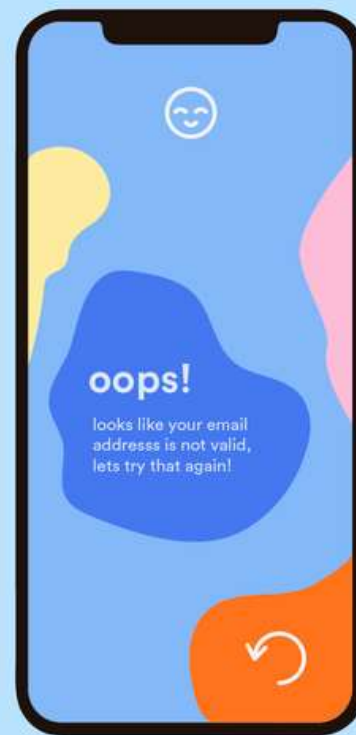 oops!
looks like your email
addresss is not valid,
lets try that again!